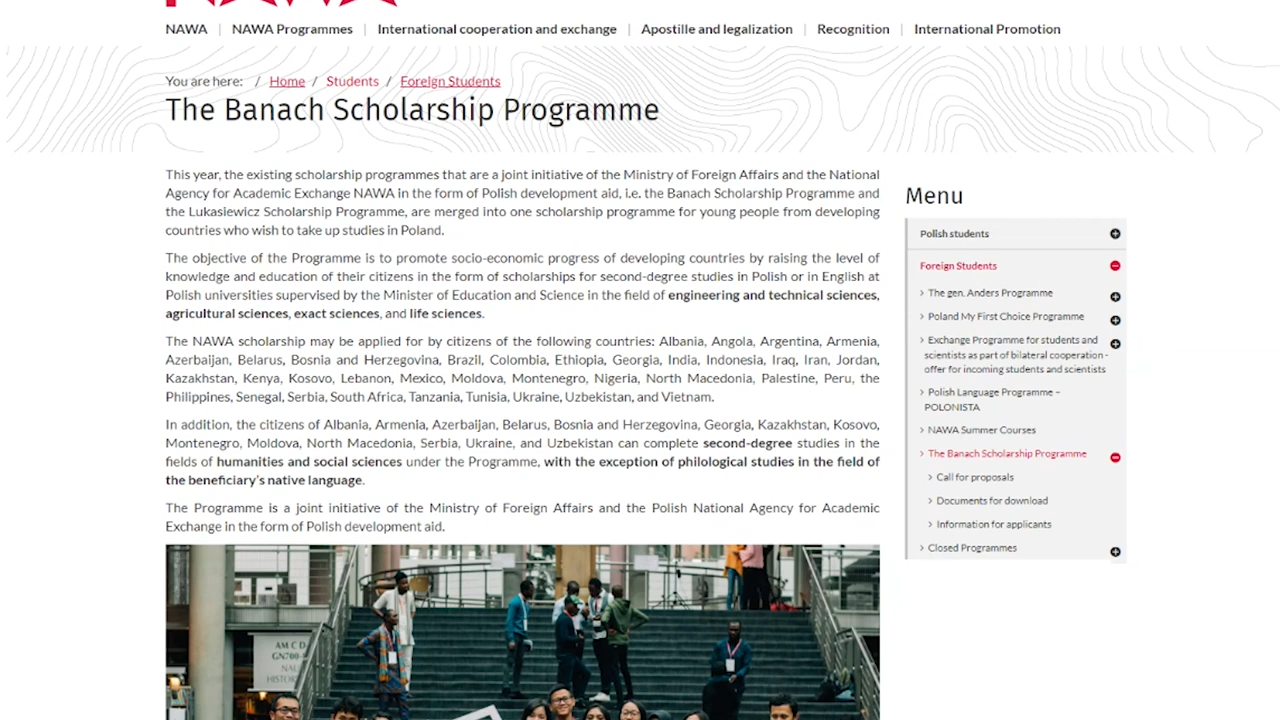 NAWA
NAWA | NAWA Programmes | International cooperation and exchange | Apostille and legalization | Recognition | International Promotion
You are here: / Home / Students / Foreign Students
The Banach Scholarship Programme
This year, the existing scholarship programmes that are a joint initiative of the Ministry of Foreign Affairs and the National
Agency for Academic Exchange NAWA in the form of Polish development aid, i.e. the Banach Scholarship Programme and
the Lukasiewicz Scholarship Programme, are merged into one scholarship programme for young people from developing
countries who wish to take up studies in Poland.
The objective of the Programme is to promote socio-economic progress of developing countries by raising the level of
knowledge and education of their citizens in the form of scholarships for second-degree studies in Polish or in English at
Polish universities supervised by the Minister of Education and Science in the field of engineering and technical sciences,
agricultural sciences, exact sciences, and life sciences.
The NAWA scholarship may be applied for by citizens of the following countries: Albania, Angola, Argentina, Armenia,
Azerbaijan, Belarus, Bosnia and Herzegovina, Brazil, Colombia, Ethiopia, Georgia, India, Indonesia, Iraq, Iran, Jordan,
Kazakhstan, Kenya, Kosovo, Lebanon, Mexico, Moldova, Montenegro, Nigeria, North Macedonia, Palestine, Peru, the
Philippines, Senegal, Serbia, South Africa, Tanzania, Tunisia, Ukraine, Uzbekistan, and Vietnam.
In addition, the citizens of Albania, Armenia, Azerbaijan, Belarus, Bosnia and Herzegovina, Georgia, Kazakhstan, Kosovo,
Montenegro, Moldova, North Macedonia, Serbia, Ukraine, and Uzbekistan can complete second-degree studies in the
fields of humanities and social sciences under the Programme, with the exception of philological studies in the field of
the beneficiary's native language.
The Programme is a joint initiative of the Ministry of Foreign Affairs and the Polish National Agency for Academic
Exchange in the form of Polish development aid.
Menu
Polish students
Foreign Students
The gen. Anders Programme
Poland My First Choice Programme
Exchange Programme for students and
scientists as part of bilateral cooperation -
offer for incoming students and scientists
Polish Language Programme –
POLONISTA
NAWA Summer Courses
The Banach Scholarship Programme
Call for proposals
Documents for download
Information for applicants
Closed Programmes